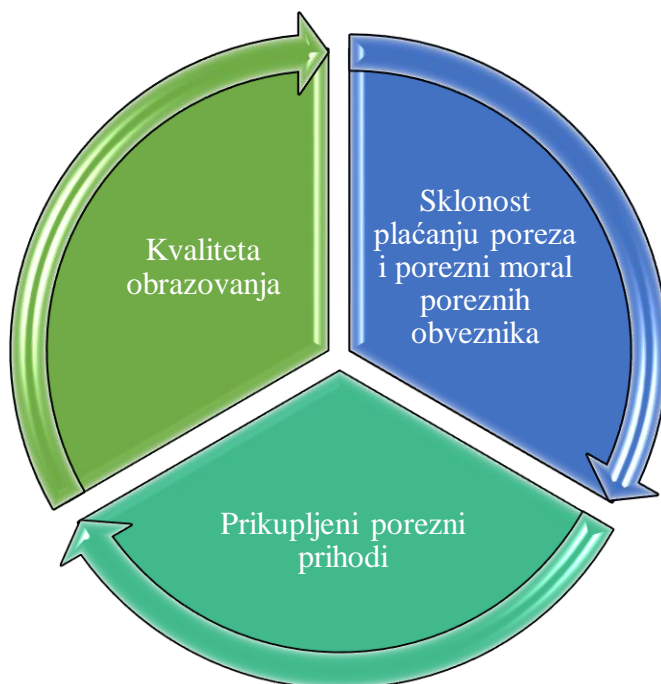 Kvaliteta
obrazovanja
Sklonost
plaćanju poreza
i porezni moral
poreznih
obveznika
Prikupljeni porezni
prihodi